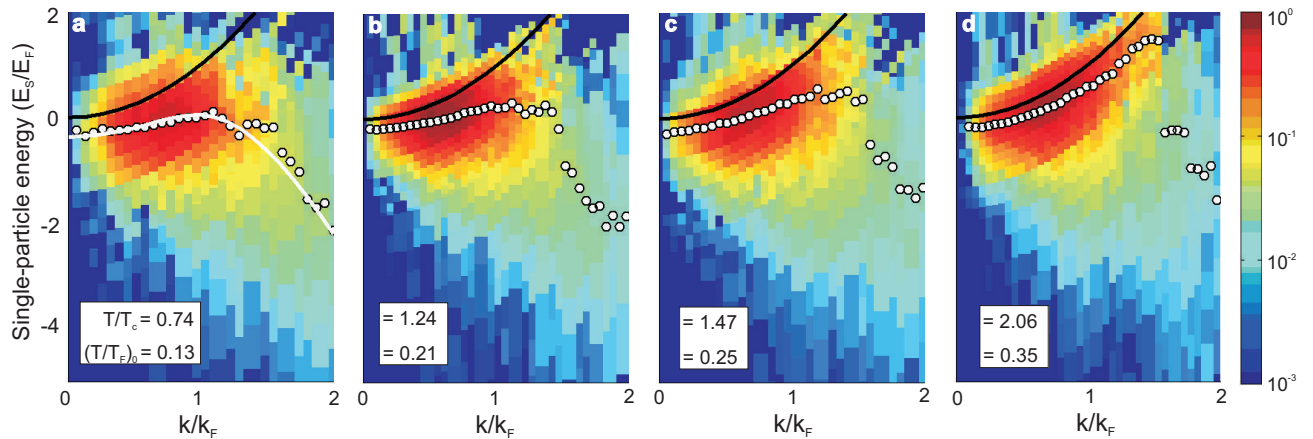 a
b
c
d
Single-particle energy (E_s/E_F)
2
0
-2
-4
T/T_c = 0.74
(T/T_F)_0 = 0.13
= 1.24
= 0.21
= 1.47
= 0.25
= 2.06
= 0.35
0 1 2
0 1 2
0 1 2
0 1 2
k/k_F
k/k_F
k/k_F
k/k_F
10^0
10^-1
10^-2
10^-3